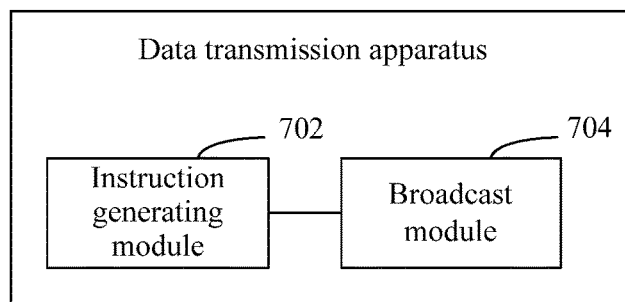 Data transmission apparatus
702
704
Instruction
generating
module
Broadcast
module